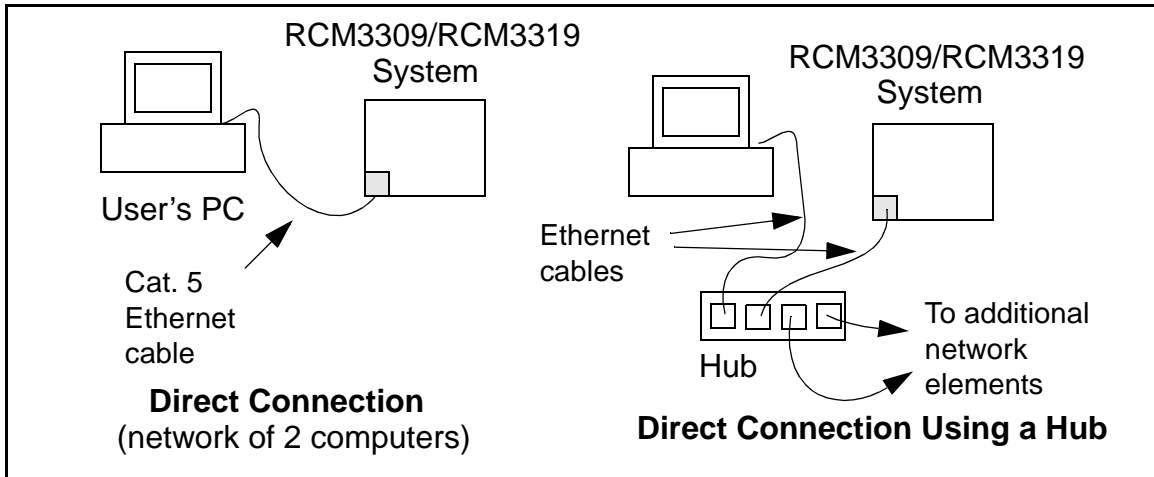 RCM3309/RCM3319
System
User's PC
Cat. 5
Ethernet
cable
Direct Connection
(network of 2 computers)
RCM3309/RCM3319
System
Ethernet
cables
Hub
To additional
network
elements
Direct Connection Using a Hub